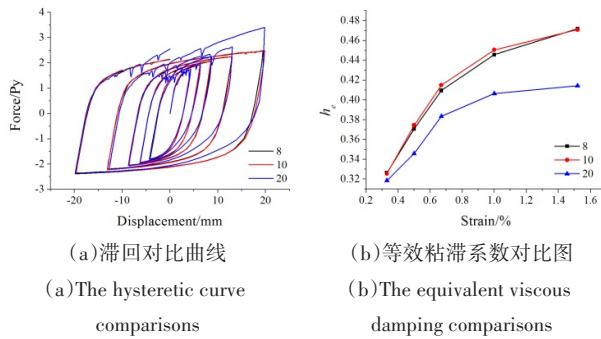 4
3
2
1
0
-1
-2
-3
Force/Py
-20 -10 0 10 20
Displacement/mm
8
10
20
0.48
0.46
0.44
0.42
0.40
0.38
0.36
0.34
0.32
hₑ
0.2 0.4 0.6 0.8 1.0 1.2 1.4 1.6
Strain/%
8
10
20
(a)滞回对比曲线
(a)The hysteretic curve
comparisons
(b)等效粘滞系数对比图
(b)The equivalent viscous
damping comparisons